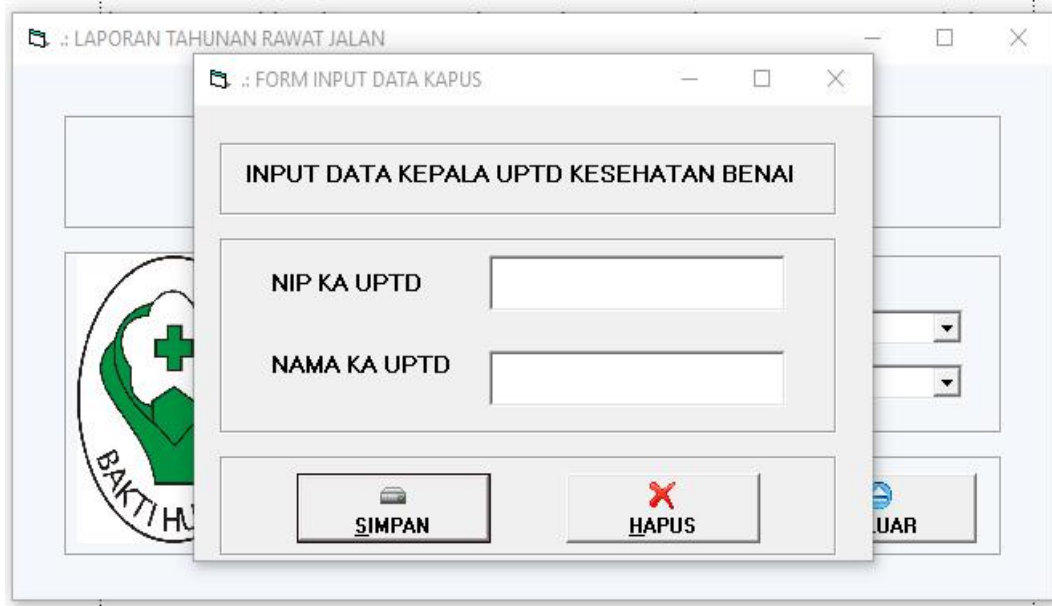 .: LAPORAN TAHUNAN RAWAT JALAN
.: FORM INPUT DATA KAPUS
INPUT DATA KEPALA UPTD KESEHATAN BENAI
NIP KA UPTD
NAMA KA UPTD
BAKTI HU
SIMPAN
HAPUS
LUAR